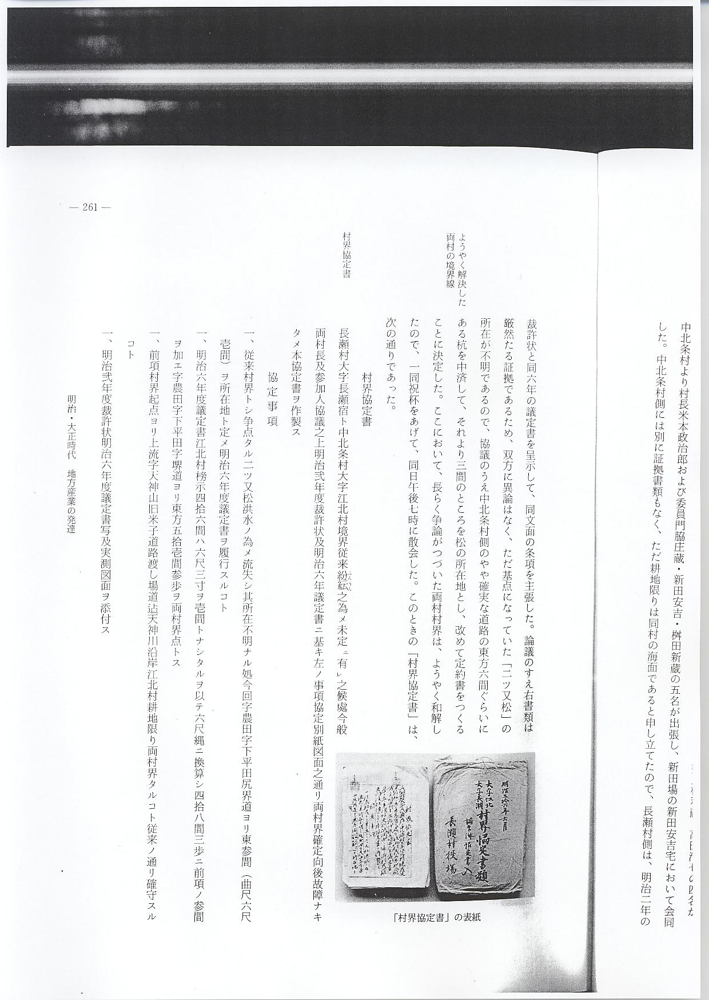 中北条村より村長米本政治郎および委員門脇庄蔵・新田安吉・桝田新蔵の五名が出張し、新田場の新田安吉宅において会同
した。中北条村側には別に証拠書類もなく、ただ耕地限りは同村の海面であると申し立てたので、長瀬村側は、明治二年の
裁許状と同六年の議定書を呈示して、同文面の条項を主張した。論議のすえ右書類は
厳然たる証拠であるため、双方に異論はなく、ただ基点になっていた「二ツ又松」の
所在が不明であるので、協議のうえ中北条村側のやや確実な道路の東方六間ぐらいに
ある杭を中済して、それより三間のところを松の所在地とし、改めて定約書をつくる
ことに決定した。ここにおいて、長らく争論がつづいた両村村界は、ようやく和解し
たので、一同祝杯をあげて、同日午後七時に散会した。このときの「村界協定書」は、
次の通りであった。
ようやく解決した
両村の境界線
村界協定書
村界協定書
長瀬村大字長瀬宿ト中北条村大字江北村境界従来紛紜之為メ未定ニ有レ之候處今般
両村長及参加人協議之上明治弐年度裁許状及明治六年議定書ニ基キ左ノ事項協定別紙図面之通リ両村界確定向後故障ナキ
タメ本協定書ヲ作製ス
協定事項
一、従来村界トシ争点タル二ツ又松洪水ノ為メ流失シ其所在不明ナル処今回字農田字下平田尻界道ヨリ東参間（曲尺六尺
壱間）ヲ所在地ト定メ明治六年度議定書ヲ履行スルコト
一、明治六年度議定書江北村榜示四拾六間ハ六尺三寸ヲ壱間トナシタルヲ以テ六尺縄ニ換算シ四拾八間三歩ニ前項ノ参間
ヲ加エ字農田字下平田字堺道ヨリ東方五拾壱間参歩ヲ両村界点トス
一、前項村界起点ヨリ上流字天神山旧米子道路渡し場道迠天神川沿岸江北村耕地限り両村界タルコト従来ノ通リ確守スル
コト
一、明治弐年度裁許状明治六年度議定書写及実測図面ヲ添付ス
明治三拾六年六月
大字江北
大字長瀬
村界協定書類
長瀬村役場
「村界協定書」の表紙
明治・大正時代 地方産業の発達
— 261 —